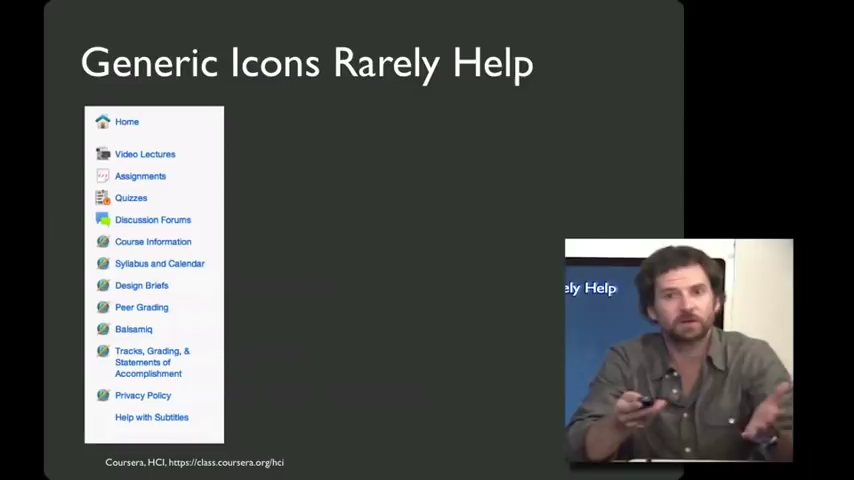 Generic Icons Rarely Help
Home
Video Lectures
Assignments
Quizzes
Discussion Forums
Course Information
Syllabus and Calendar
Design Briefs
Peer Grading
Balsamiq
Tracks, Grading, &
Statements of
Accomplishment
Privacy Policy
Help with Subtitles
ely Help
Coursera, HCI, https://class.coursera.org/hci